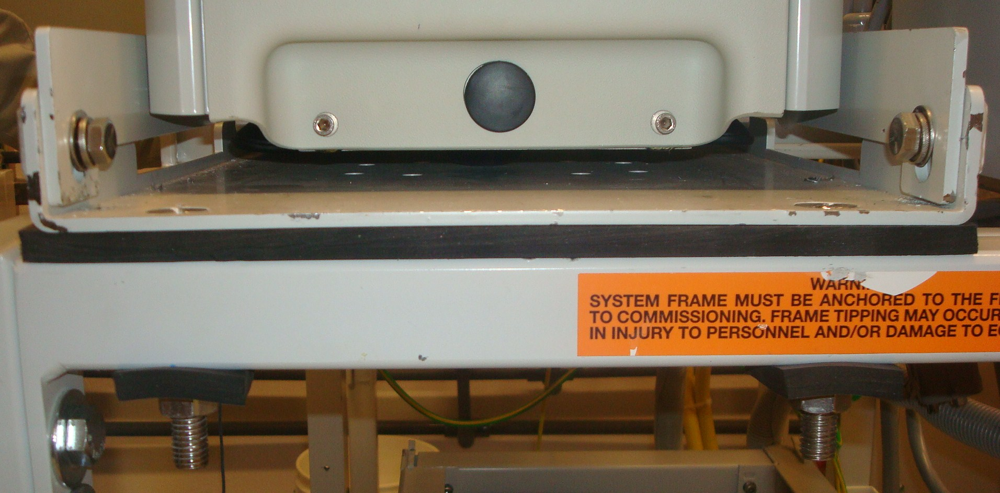 SYSTEM FRAME MUST BE ANCHORED TO THE
TO COMMISSIONING. FRAME TIPPING MAY OCCUR
IN INJURY TO PERSONNEL AND/OR DAMAGE TO